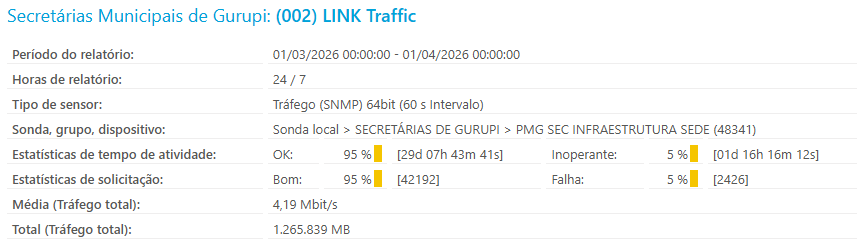 Secretárias Municipais de Gurupi: (002) LINK Traffic
Período do relatório: 01/03/2026 00:00:00 - 01/04/2026 00:00:00
Horas de relatório: 24 / 7
Tipo de sensor: Tráfego (SNMP) 64bit (60 s Intervalo)
Sonda, grupo, dispositivo: Sonda local > SECRETÁRIAS DE GURUPI > PMG SEC INFRAESTRUTURA SEDE (48341)
Estatísticas de tempo de atividade: OK: 95 % [29d 07h 43m 41s] Inoperante: 5 % [01d 16h 16m 12s]
Estatísticas de solicitação: Bom: 95 % [42192] Falha: 5 % [2426]
Média (Tráfego total): 4,19 Mbit/s
Total (Tráfego total): 1.265.839 MB